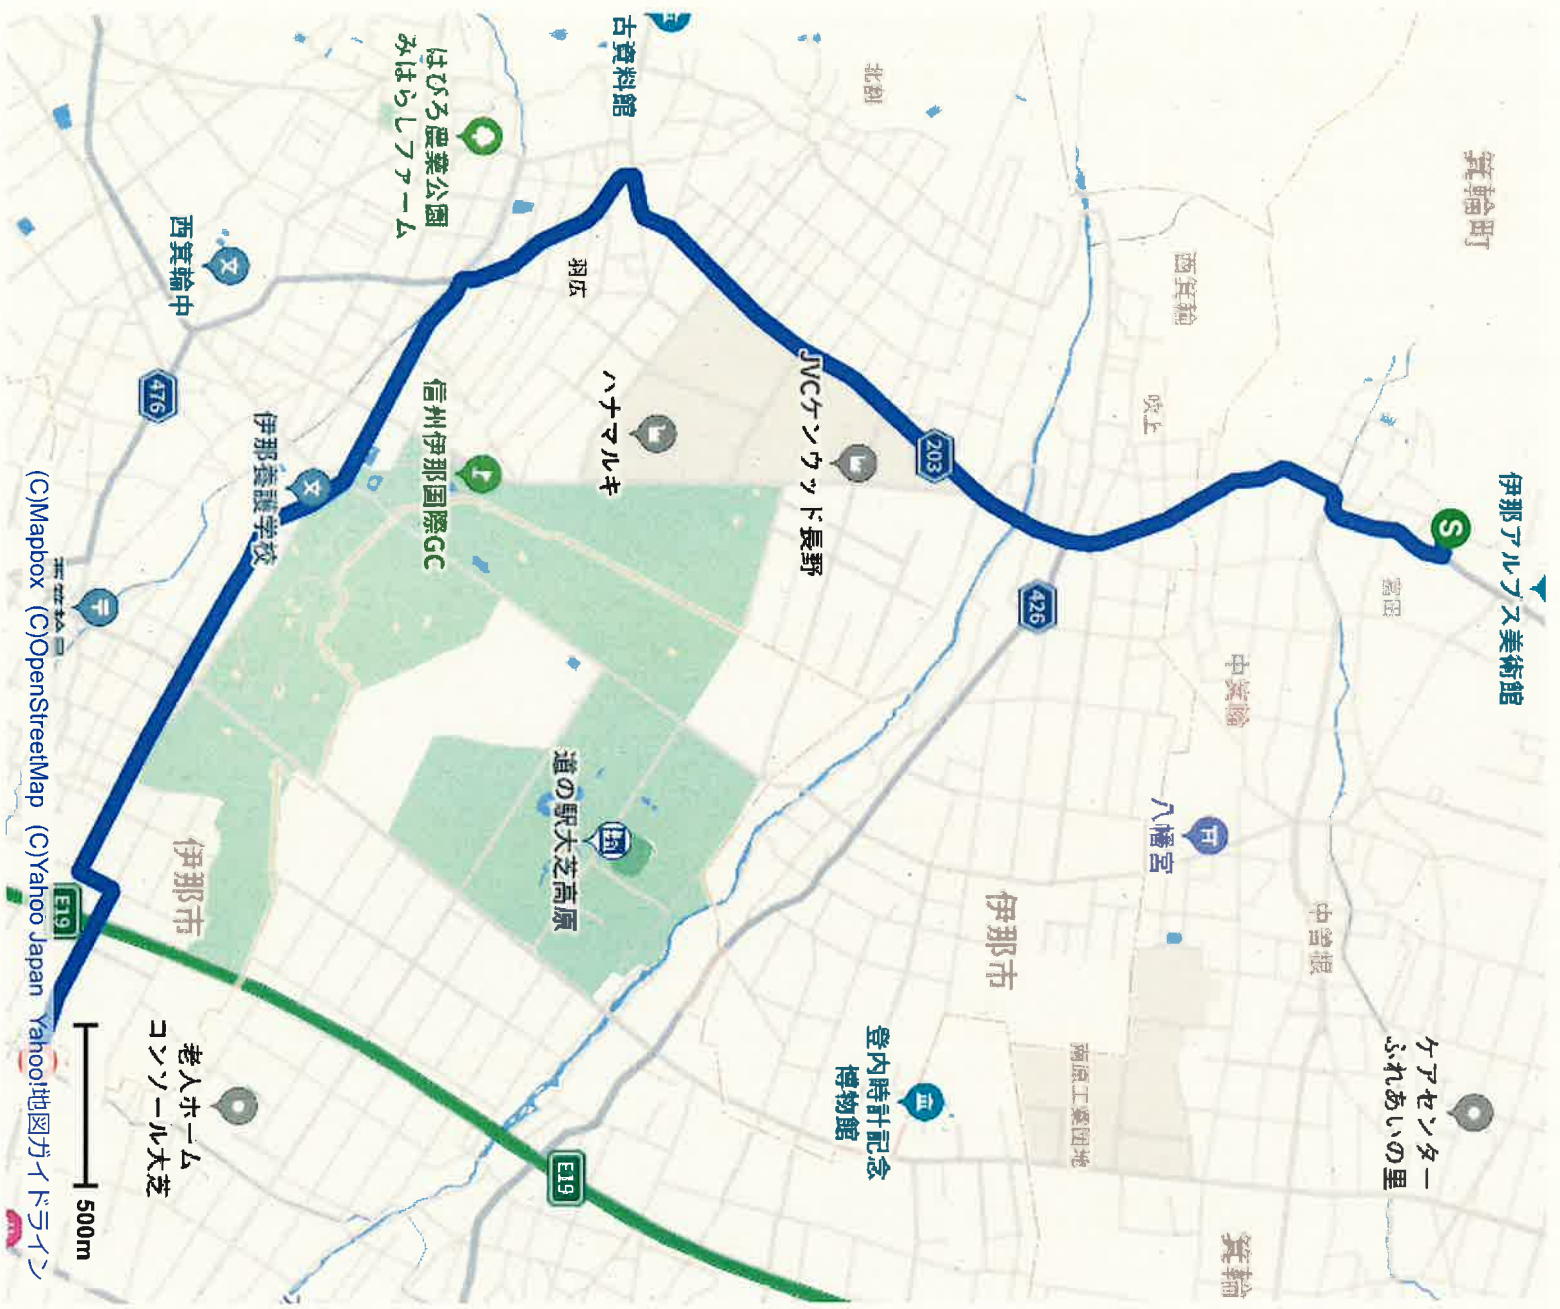 伊那アルプス美術館
箕輪町
S
ケアセンター
ふれあいの里
富田
中曽根
中箕輪
箕輪
西箕輪
八幡宮
吹上
南原工業団地
426
伊那市
203
北割
登内時計記念
博物館
JVCケンウッド長野
古資料館
ハナマルキ
羽広
道の駅大芝高原
E19
はびろ農業公園
みはらしファーム
信州伊那国際GC
伊那養護学校
西箕輪中
伊那市
老人ホーム
コンソール大芝
476
E19
500m
(C)Mapbox (C)OpenStreetMap (C)Yahoo Japan Yahoo!地図ガイドライン